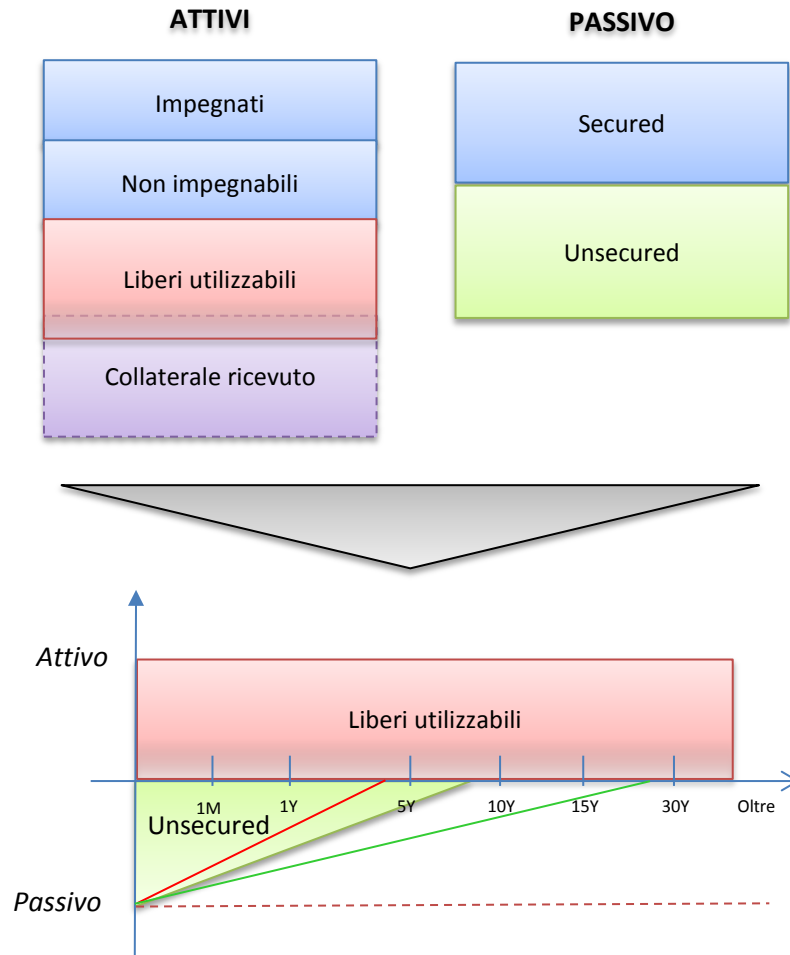 ATTIVI
PASSIVO
Impegnati
Non impegnabili
Liberi utilizzabili
Collaterale ricevuto
Secured
Unsecured
Attivo
Liberi utilizzabili
1M
1Y
5Y
10Y
15Y
30Y
Oltre
Unsecured
Passivo